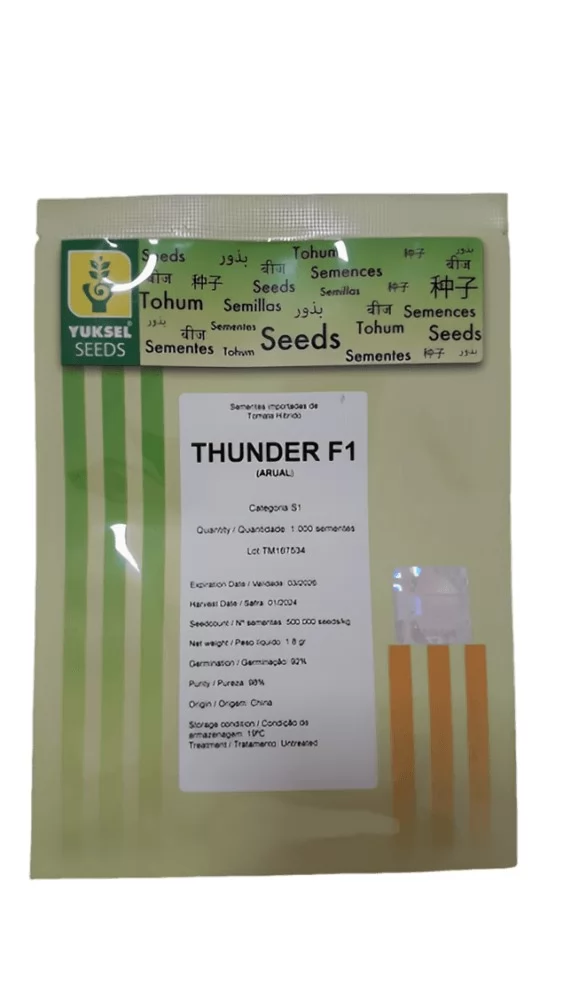 YUKSEL
SEEDS
Seeds بذور Tohum 种子 بذور
बीज 种子 बीज Semences बीज
Seeds Semillas 种子 种子
Tohum Semillas بذور बीज Semences
بذور बीज Sementes Seeds Tohum Seeds
Sementes Tohum Sementes 种子 بذور
Sementes importadas de
Tomate Híbrido
THUNDER F1
(ARUAL)
Categoria S1
Quantity / Quantidade: 1.000 sementes
Lot:TM167534
Expiration Date / Validade: 03/2026
Harvest Date / Safra: 01/2024
Seedcount / Nº sementes: 500.000 seeds/kg
Net weight / Peso líquido: 1.8 gr
Germination / Germinação: 92%
Purity / Pureza: 98%
Origin / Origem: China
Storage condition / Condição de
armazenagem: 19ºC
Treatment / Tratamento: Untreated